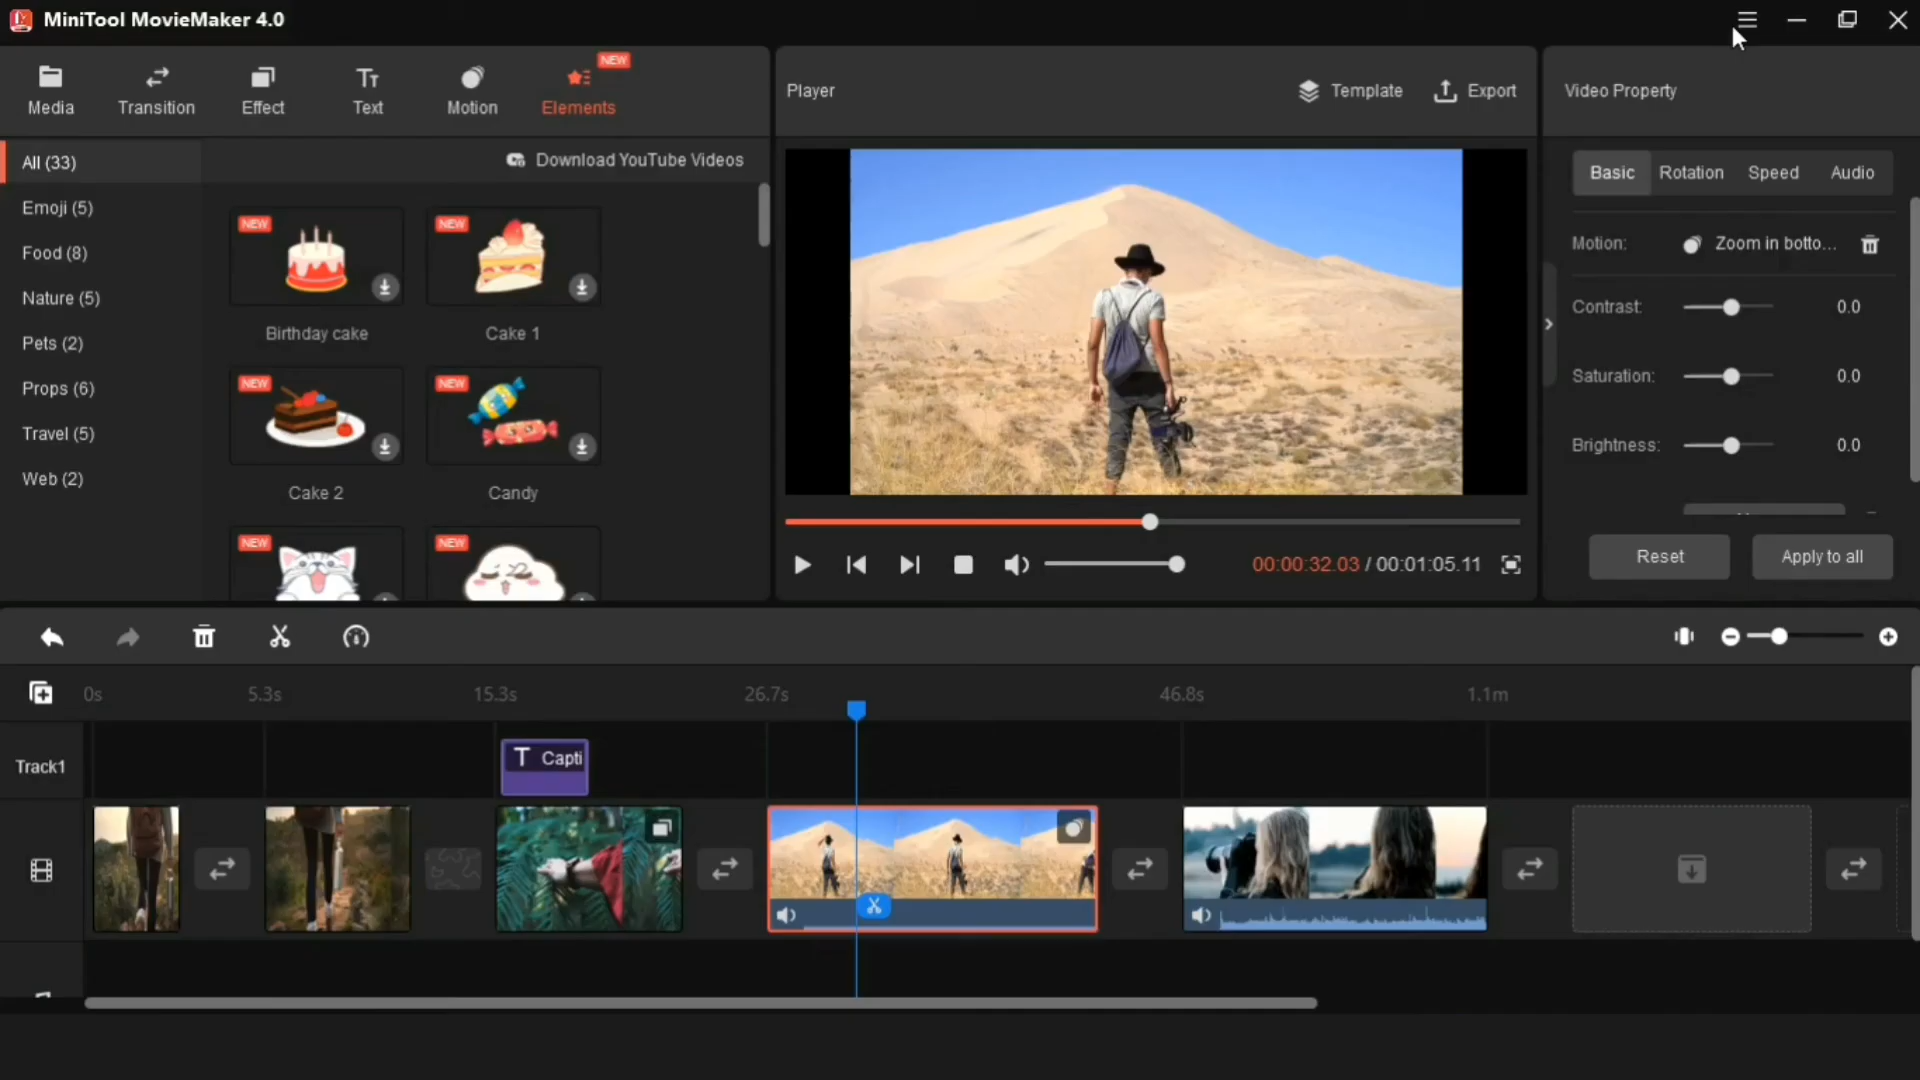 MiniTool MovieMaker 4.0
NEW
Media Transition Effect Text Motion Elements
Player
Template
Export
Video Property
All (33)
Download YouTube Videos
Emoji (5)
Food (8)
Nature (5)
Pets (2)
Props (6)
Travel (5)
Web (2)
NEW NEW
Birthday cake Cake 1
NEW NEW
Cake 2 Candy
NEW NEW
Basic Rotation Speed Audio
Motion: Zoom in botto...
Contrast: 0.0
Saturation: 0.0
Brightness: 0.0
Reset Apply to all
00:00:32.03 / 00:01:05.11
0s 5.3s 15.3s 26.7s 46.8s 1.1m
Track1
T Capti